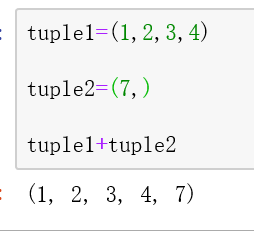 tuple1=(1,2,3,4)
tuple2=(7,)
tuple1+tuple2
(1, 2, 3, 4, 7)